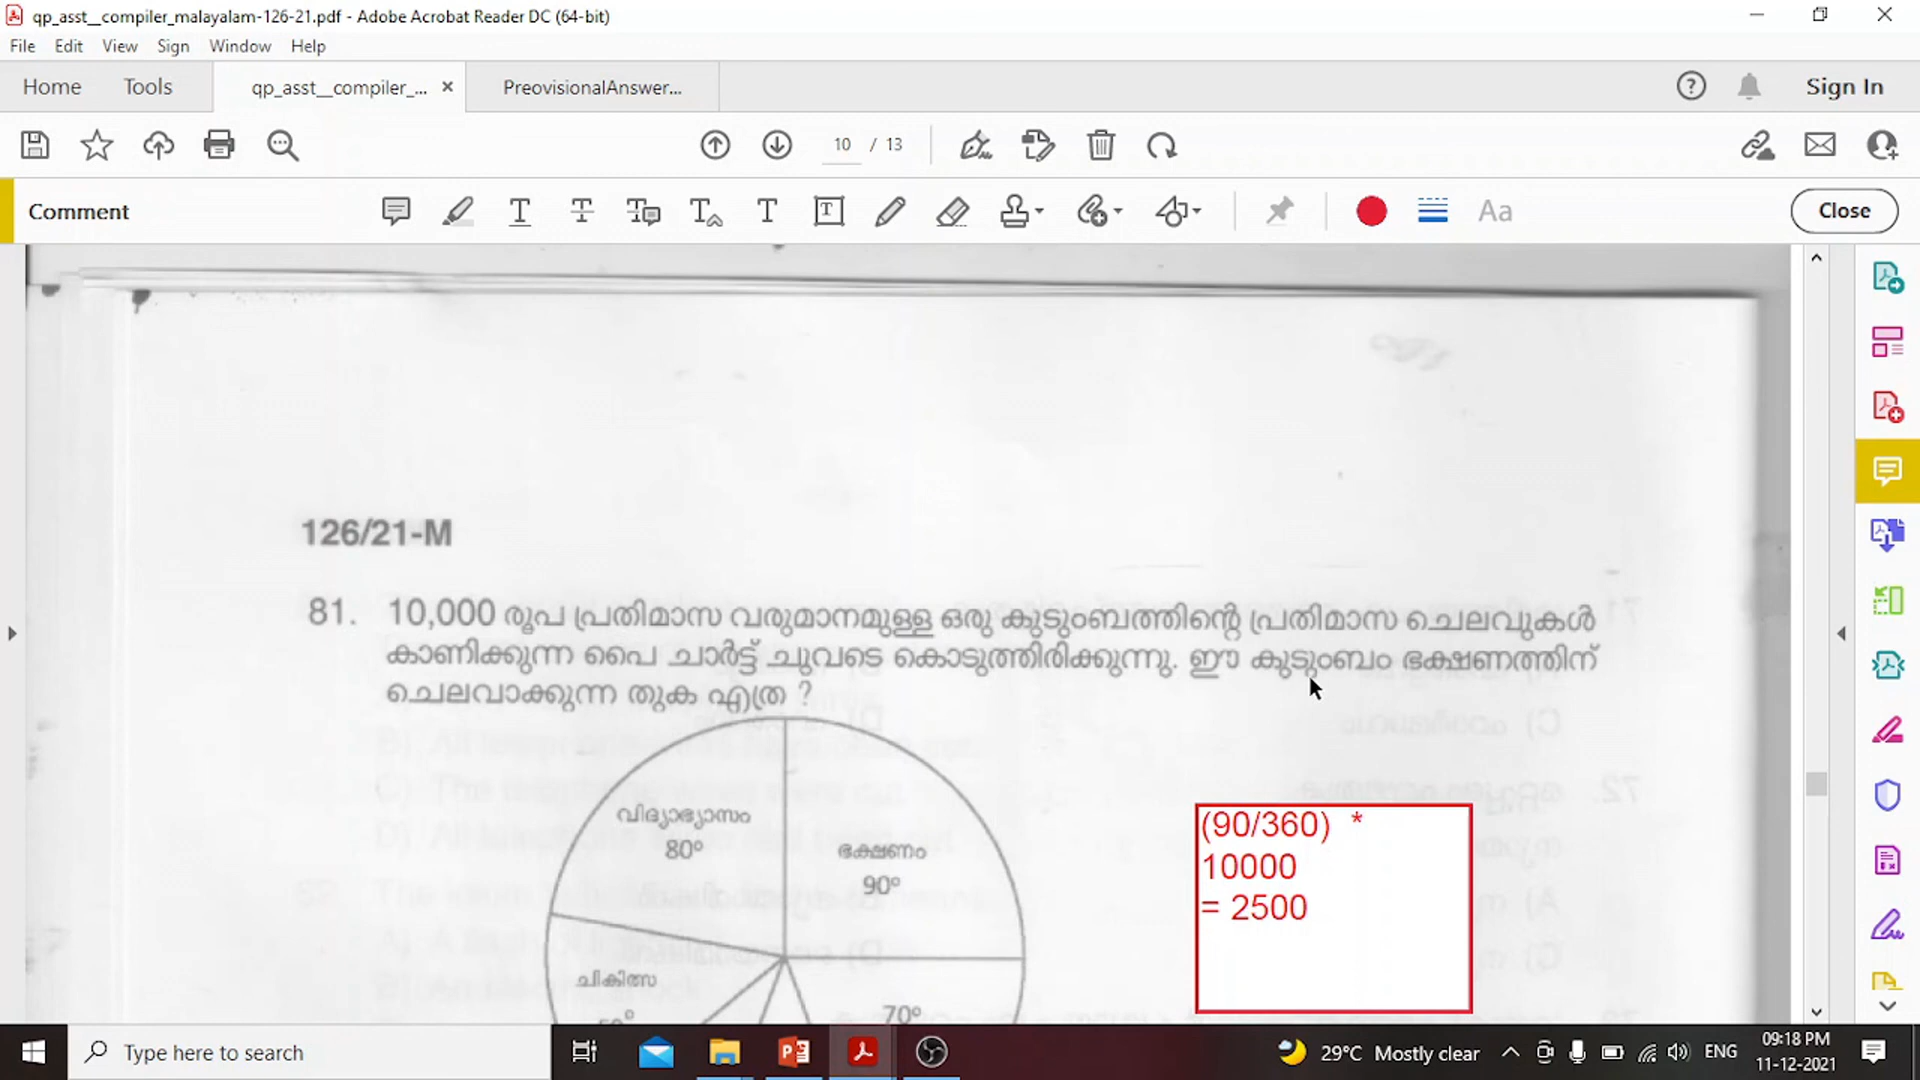 qp_asst__compiler_malayalam-126-21.pdf - Adobe Acrobat Reader DC (64-bit)
File Edit View Sign Window Help
Home Tools qp_asst__compiler_... × PreovisionalAnswer... Sign In
10 / 13
Comment Aa Close
126/21-M
81. 10,000 രൂപ പ്രതിമാസ വരുമാനമുള്ള ഒരു കുടുംബത്തിന്റെ പ്രതിമാസ ചെലവുകൾ
കാണിക്കുന്ന പൈ ചാർട്ട് ചുവടെ കൊടുത്തിരിക്കുന്നു. ഈ കുടുംബം ഭക്ഷണത്തിന്
ചെലവാക്കുന്ന തുക എത്ര ?
വിദ്യാഭ്യാസം
80°
ഭക്ഷണം
90°
ചികിത്സ
70°
(90/360) *
10000
= 2500
Type here to search
29°C Mostly clear
ENG
09:18 PM
11-12-2021